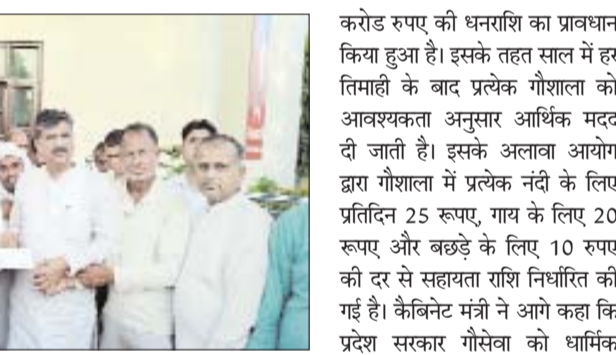 करोड रुपए की धनराशि का प्रावधान
किया हुआ है। इसके तहत साल में हर
तिमाही के बाद प्रत्येक गौशाला को
आवश्यकता अनुसार आर्थिक मदद
दी जाती है। इसके अलावा आयोग
द्वारा गौशाला में प्रत्येक नंदी के लिए
प्रतिदिन 25 रूपए, गाय के लिए 20
रूपए और बछड़े के लिए 10 रुपए
की दर से सहायता राशि निर्धारित की
गई है। कैबिनेट मंत्री ने आगे कहा कि
प्रदेश सरकार गौसेवा को धार्मिक